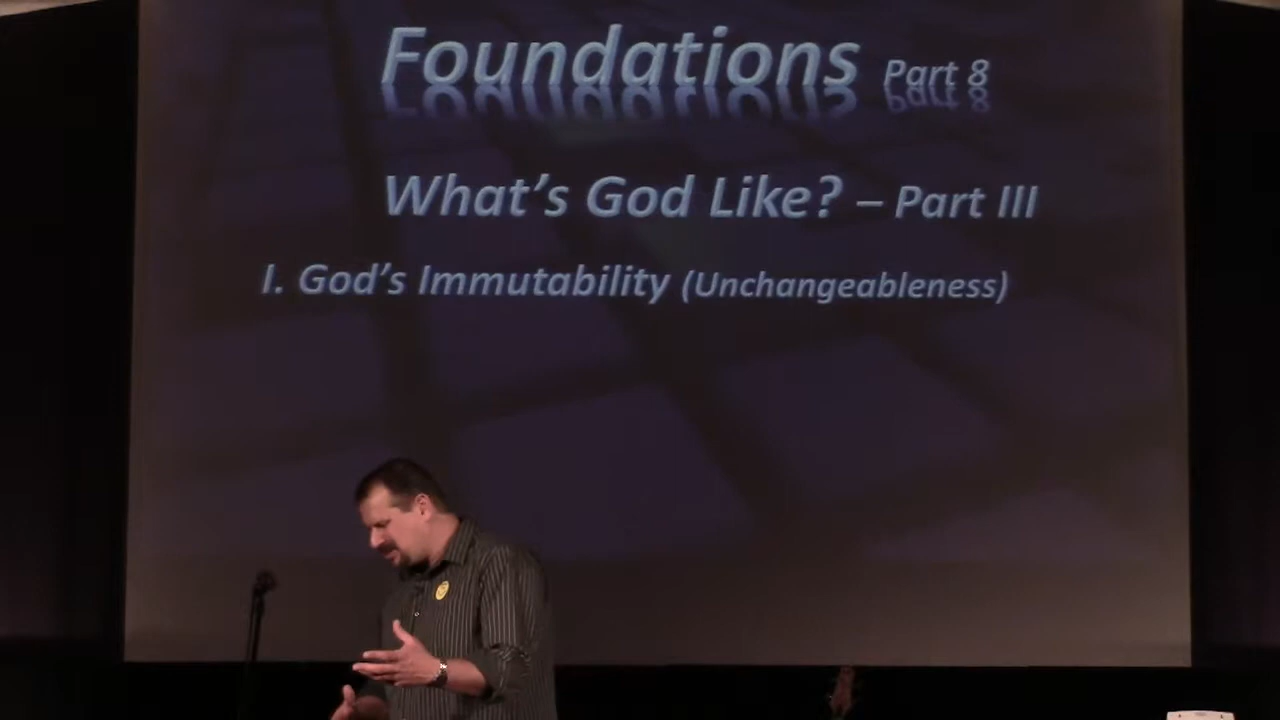 Foundations Part 8
What's God Like? – Part III
I. God's Immutability (Unchangeableness)